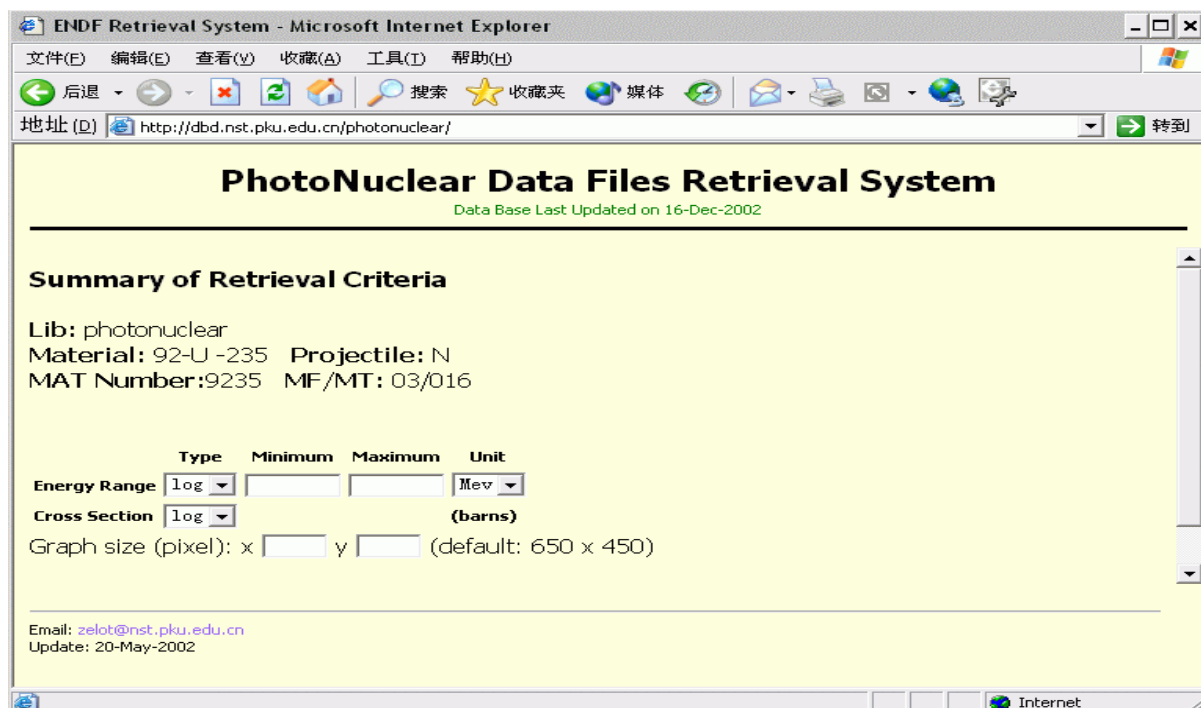 ENDF Retrieval System - Microsoft Internet Explorer
文件(F) 编辑(E) 查看(V) 收藏(A) 工具(T) 帮助(H)
后退 搜索 收藏夹 媒体
地址(D) http://dbd.nst.pku.edu.cn/photonuclear/ 转到
PhotoNuclear Data Files Retrieval System
Data Base Last Updated on 16-Dec-2002
Summary of Retrieval Criteria
Lib: photonuclear
Material: 92-U -235 Projectile: N
MAT Number:9235 MF/MT: 03/016
Type Minimum Maximum Unit
Energy Range log Mev
Cross Section log (barns)
Graph size (pixel): x y (default: 650 x 450)
Email: zelot@nst.pku.edu.cn
Update: 20-May-2002
Internet